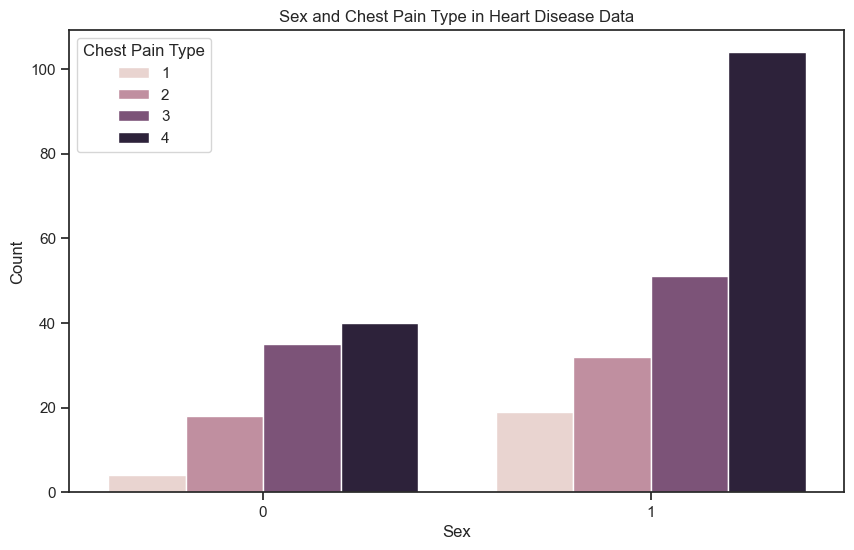 Sex and Chest Pain Type in Heart Disease Data
Chest Pain Type
1
2
3
4
100
80
60
40
20
0
Count
0 1
Sex